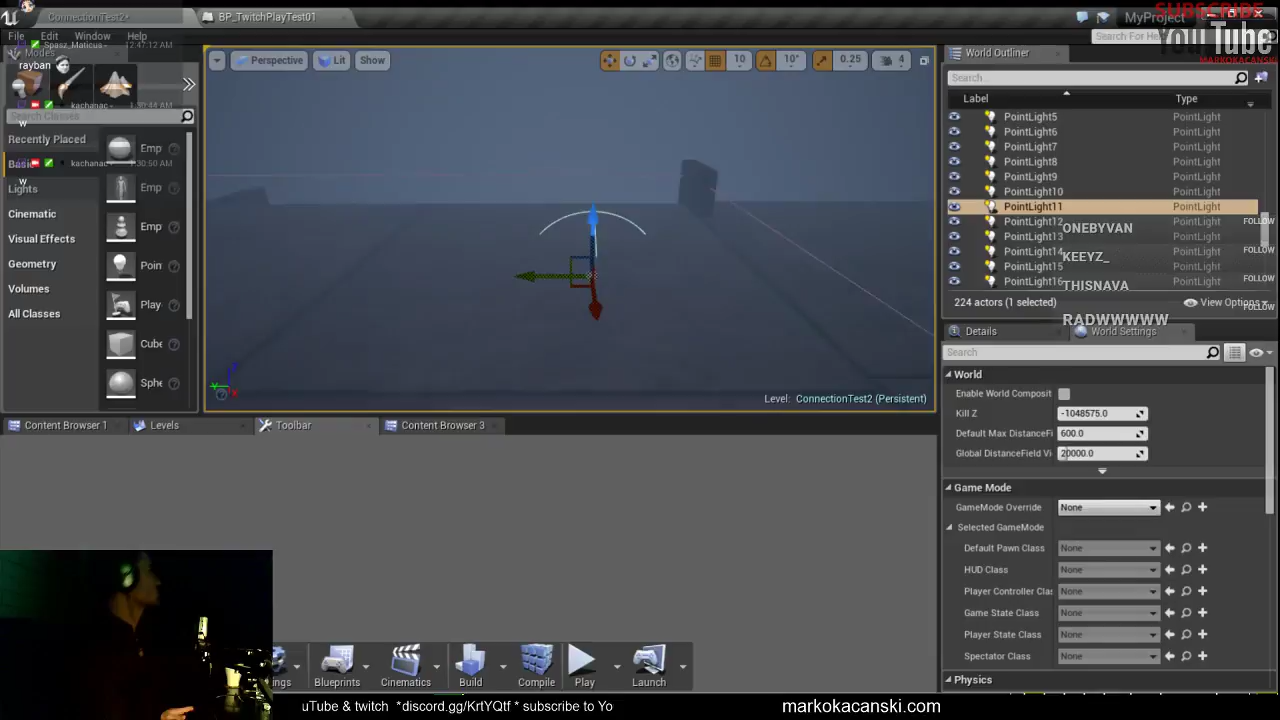 ConnectionTest2*
BP_TwitchPlayTest01
MyProject
SUBSCRIBE
YouTube
MARKOKACANSKI
File
Edit
Window
Help
Search For Help
Spasz_Maticus -
12:47:12 AM
Modes
rayban
kachanac -
1:30:44 AM
Search Classes
w
Recently Placed
Basic
kachanac -
1:30:50 AM
w
Lights
Cinematic
Visual Effects
Geometry
Volumes
All Classes
Emp
Emp
Emp
Poin
Play
Cube
Sphe
Perspective
Lit
Show
10
10°
0.25
4
Level: ConnectionTest2 (Persistent)
World Outliner
Search...
Label
Type
PointLight5 PointLight
PointLight6 PointLight
PointLight7 PointLight
PointLight8 PointLight
PointLight9 PointLight
PointLight10 PointLight
PointLight11 PointLight
PointLight12 PointLight
PointLight13 PointLight
PointLight14 PointLight
PointLight15 PointLight
PointLight16 PointLight
ONEBYVAN
FOLLOW
KEEYZ_
FOLLOW
THISNAVA
FOLLOW
RADWWWWW
FOLLOW
224 actors (1 selected)
View Options
Details
World Settings
Search
World
Enable World Composit
Kill Z -1048575.0
Default Max DistanceFi 600.0
Global DistanceField Vi 20000.0
Game Mode
GameMode Override None
Selected GameMode
Default Pawn Class None
HUD Class None
Player Controller Clas None
Game State Class None
Player State Class None
Spectator Class None
Physics
Content Browser 1
Levels
Toolbar
Content Browser 3
ngs
Blueprints
Cinematics
Build
Compile
Play
Launch
uTube & twitch *discord.gg/KrtYQtf * subscribe to Yo
markokacanski.com